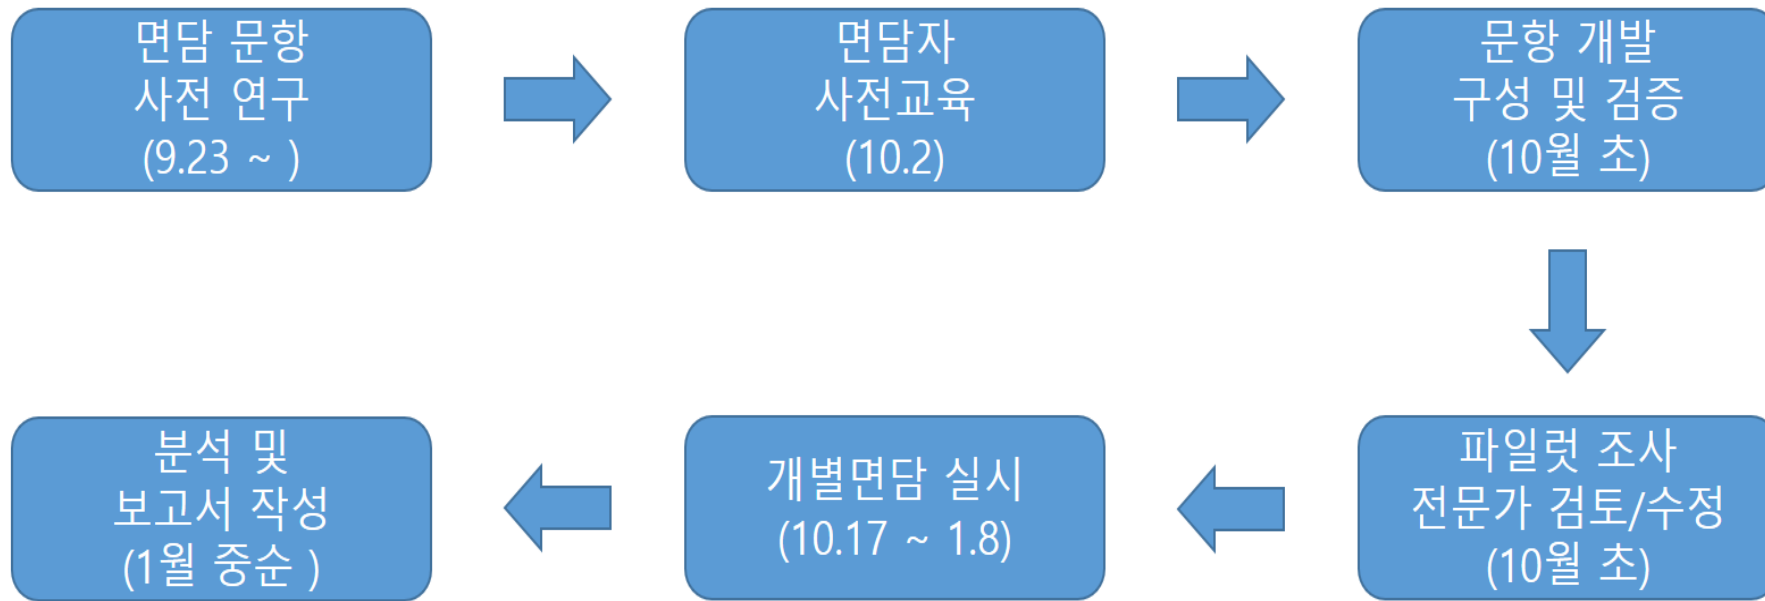 면담 문항
사전 연구
(9.23 ~ )
면담자
사전교육
(10.2)
문항 개발
구성 및 검증
(10월 초)
파일럿 조사
전문가 검토/수정
(10월 초)
개별면담 실시
(10.17 ~ 1.8)
분석 및
보고서 작성
(1월 중순 )